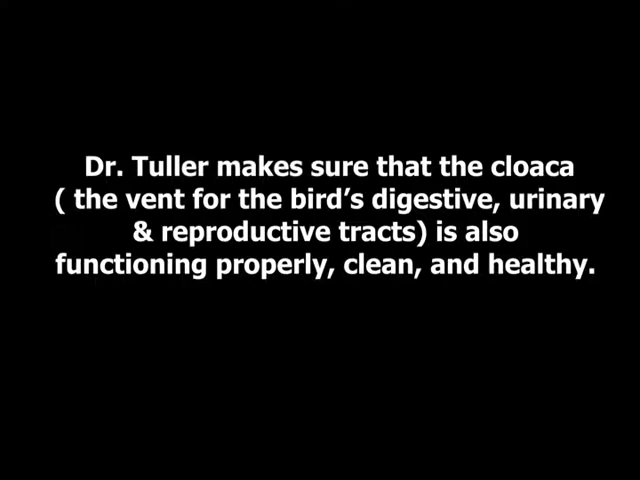 Dr. Tuller makes sure that the cloaca
( the vent for the bird’s digestive, urinary
& reproductive tracts) is also
functioning properly, clean, and healthy.